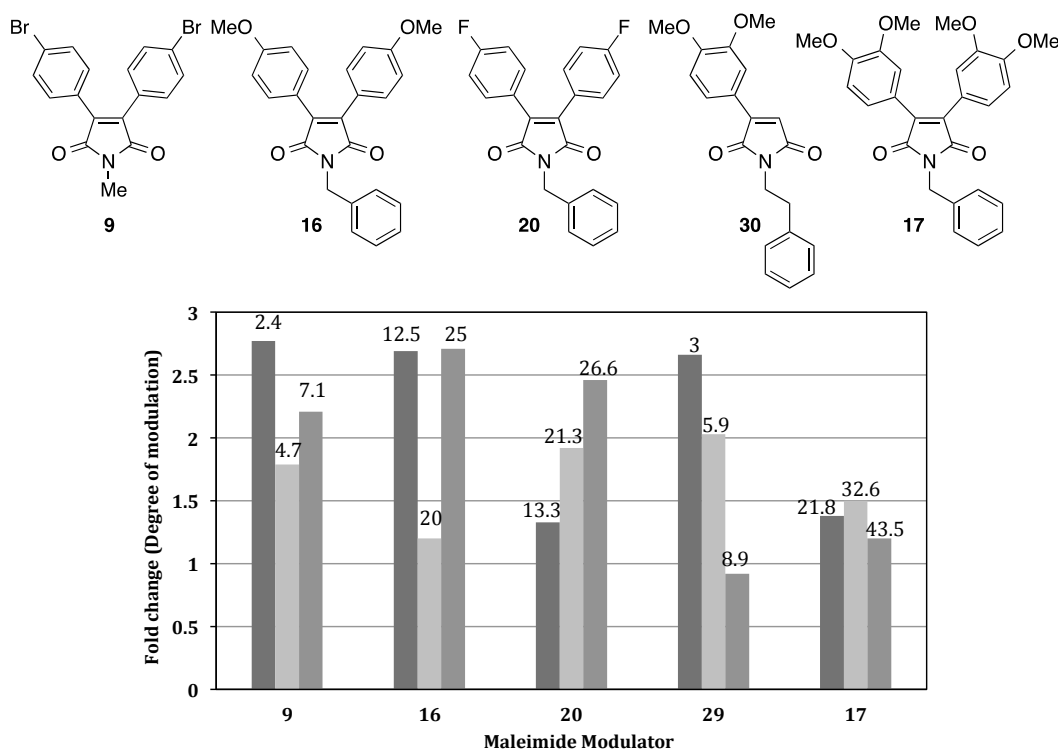 Br Br
OMe
MeO
N
O O
Me
9
MeO OMe
N
O O
16
F F
N
O O
20
MeO
OMe
N
O O
30
MeO
OMe
MeO
OMe
N
O O
17
Fold change (Degree of modulation)
3
2.5
2
1.5
1
0.5
0
2.4
4.7
7.1
12.5
20
25
13.3
21.3
26.6
3
5.9
8.9
21.8
32.6
43.5
9 16 20 29 17
Maleimide Modulator